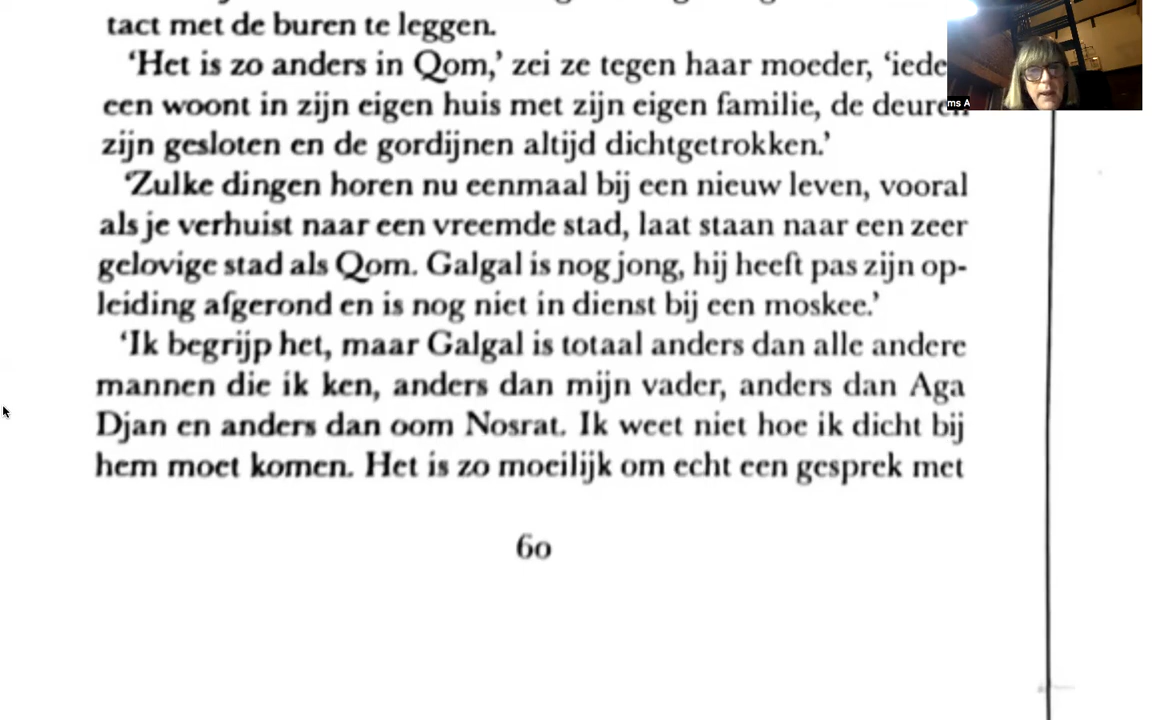 tact met de buren te leggen.
‘Het is zo anders in Qom,’ zei ze tegen haar moeder, ‘iede
een woont in zijn eigen huis met zijn eigen familie, de deuren
zijn gesloten en de gordijnen altijd dichtgetrokken.’
‘Zulke dingen horen nu eenmaal bij een nieuw leven, vooral
als je verhuist naar een vreemde stad, laat staan naar een zeer
gelovige stad als Qom. Galgal is nog jong, hij heeft pas zijn op-
leiding afgerond en is nog niet in dienst bij een moskee.’
‘Ik begrijp het, maar Galgal is totaal anders dan alle andere
mannen die ik ken, anders dan mijn vader, anders dan Aga
Djan en anders dan oom Nosrat. Ik weet niet hoe ik dicht bij
hem moet komen. Het is zo moeilijk om echt een gesprek met
60
ms A